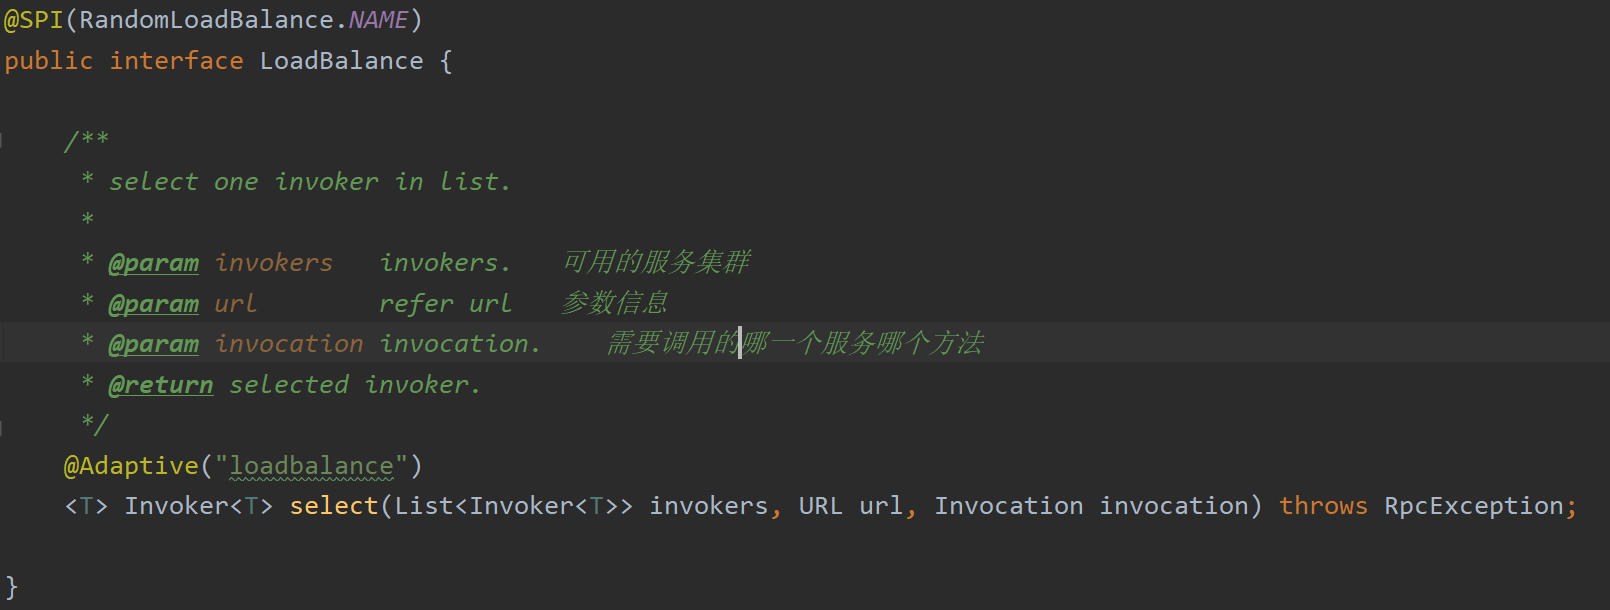 @SPI(RandomLoadBalance.NAME)
public interface LoadBalance {
/**
* select one invoker in list.
*
* @param invokers   invokers.   可用的服务集群
* @param url        refer url   参数信息
* @param invocation invocation.    需要调用的哪一个服务哪个方法
* @return selected invoker.
*/
@Adaptive("loadbalance")
<T> Invoker<T> select(List<Invoker<T>> invokers, URL url, Invocation invocation) throws RpcException;
}